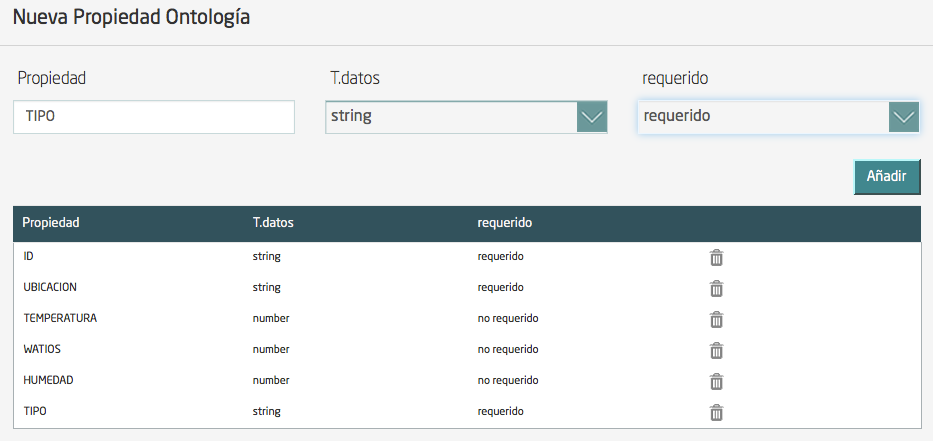 Nueva Propiedad Ontología
Propiedad T.datos requerido
TIPO string requerido
Añadir
Propiedad T.datos requerido
ID string requerido
UBICACION string requerido
TEMPERATURA number no requerido
WATIOS number no requerido
HUMEDAD number no requerido
TIPO string requerido